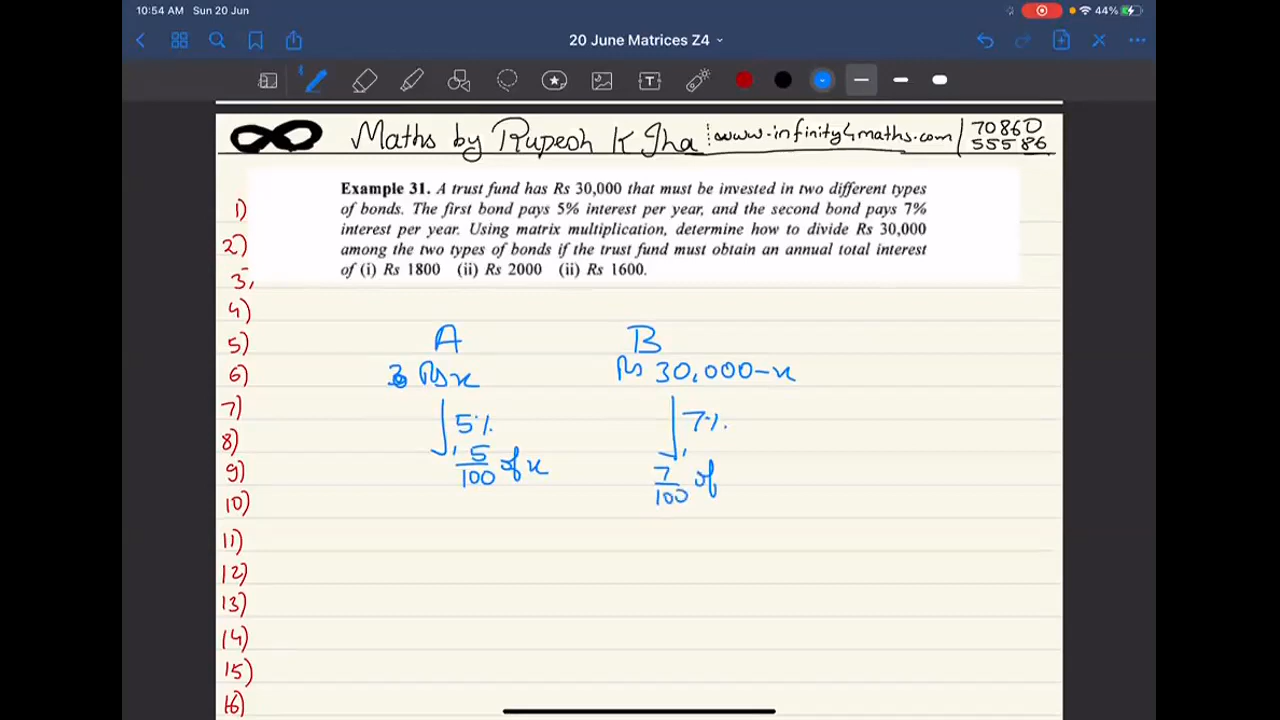 10:54 AM Sun 20 Jun
44%
20 June Matrices Z4
Maths by Rupesh K Jha www.infinity4maths.com 70860
55586
Example 31. A trust fund has Rs 30,000 that must be invested in two different types
of bonds. The first bond pays 5% interest per year, and the second bond pays 7%
interest per year. Using matrix multiplication, determine how to divide Rs 30,000
among the two types of bonds if the trust fund must obtain an annual total interest
of (i) Rs 1800 (ii) Rs 2000 (ii) Rs 1600.
1)
2)
3,
4)
5) A B
6) Rs x Rs 30,000-x
7) 5% 7%
8)
9) 5/100 of x 7/100 of
10)
11)
12)
13)
14)
15)
16)